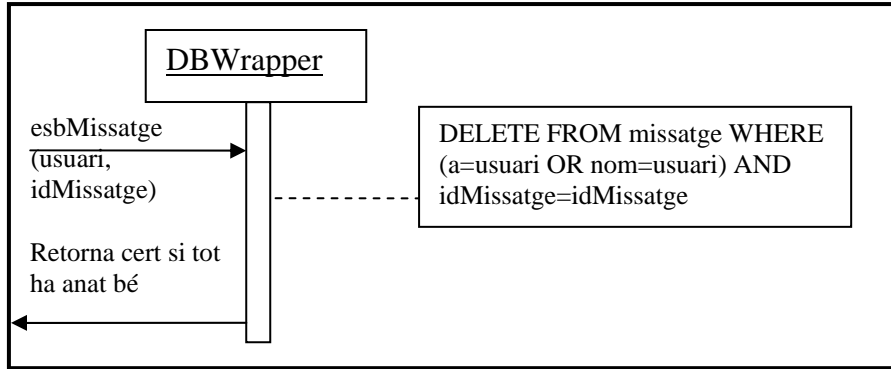 DBWrapper
esbMissatge
(usuari,
idMissatge)
DELETE FROM missatge WHERE
(a=usuari OR nom=usuari) AND
idMissatge=idMissatge
Retorna cert si tot
ha anat bé